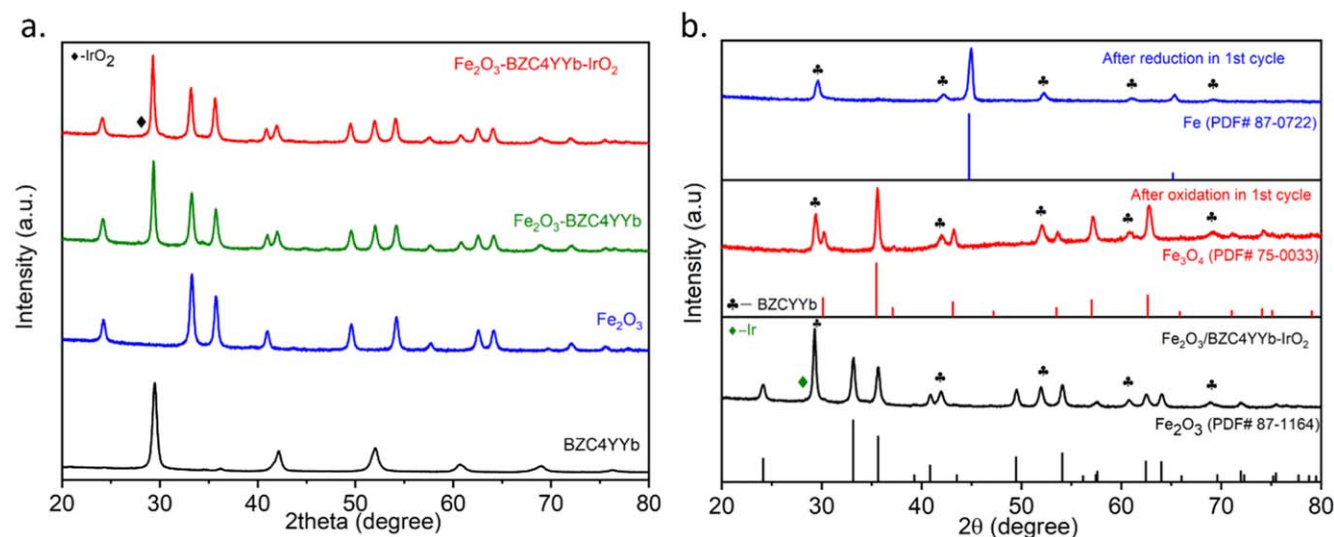 a.
♦-IrO2
Fe2O3-BZC4YYb-IrO2
Fe2O3-BZC4YYb
Fe2O3
BZC4YYb
Intensity (a.u.)
20 30 40 50 60 70 80
2theta (degree)
b.
After reduction in 1st cycle
Fe (PDF# 87-0722)
After oxidation in 1st cycle
Fe3O4 (PDF# 75-0033)
♣— BZCYYb
♦–Ir
Fe2O3/BZC4YYb-IrO2
Fe2O3 (PDF# 87-1164)
Intensity (a.u)
20 30 40 50 60 70 80
2θ (degree)